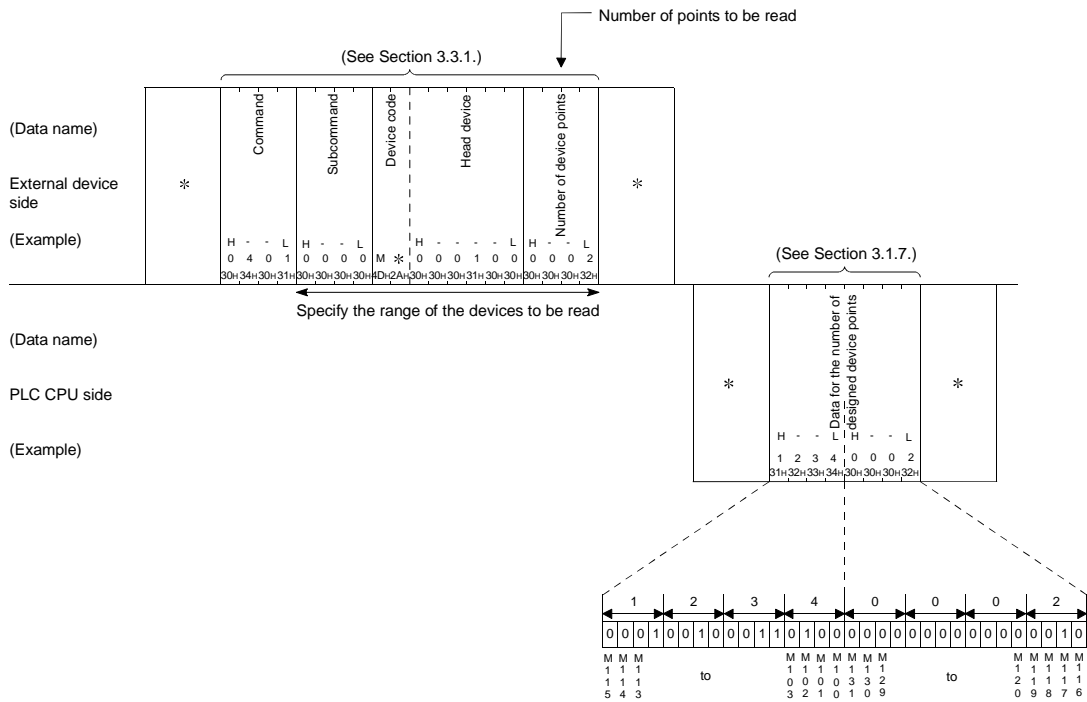 Number of points to be read
(See Section 3.3.1.)
(Data name)
External device
side
(Example)
*
Command
Subcommand
Device code
Head device
Number of device points
*
H - - L H - - L H - - - - L H - - L
0 4 0 1 0 0 0 0 M * 0 0 0 1 0 0 0 0 0 2
30H 34H 30H 31H 30H 30H 30H 30H 4DH 2AH 30H 30H 30H 31H 30H 30H 30H 30H 30H 32H
Specify the range of the devices to be read
(See Section 3.1.7.)
(Data name)
PLC CPU side
(Example)
*
Data for the number of
designed device points
*
H - - L H - - L
1 2 3 4 0 0 0 2
31H 32H 33H 34H 30H 30H 30H 32H
1 2 3 4 0 0 0 2
0 0 0 1 0 0 1 0 0 0 1 1 0 1 0 0 0 0 0 0 0 0 0 0 0 0 0 0 0 0 1 0
M115 M114 M113 to M103 M102 M101 M100 M131 M130 M129 to M120 M119 M118 M117 M116